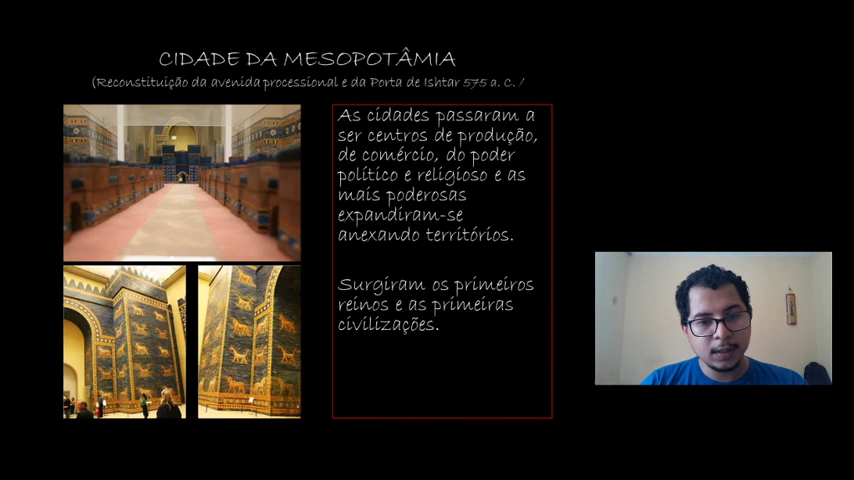 CIDADE DA MESOPOTÂMIA
(Reconstituição da avenida processional e da Porta de Ishtar 575 a. C. /
As cidades passaram a
ser centros de produção,
de comércio, do poder
político e religioso e as
mais poderosas
expandiram-se
anexando territórios.
Surgiram os primeiros
reinos e as primeiras
civilizações.